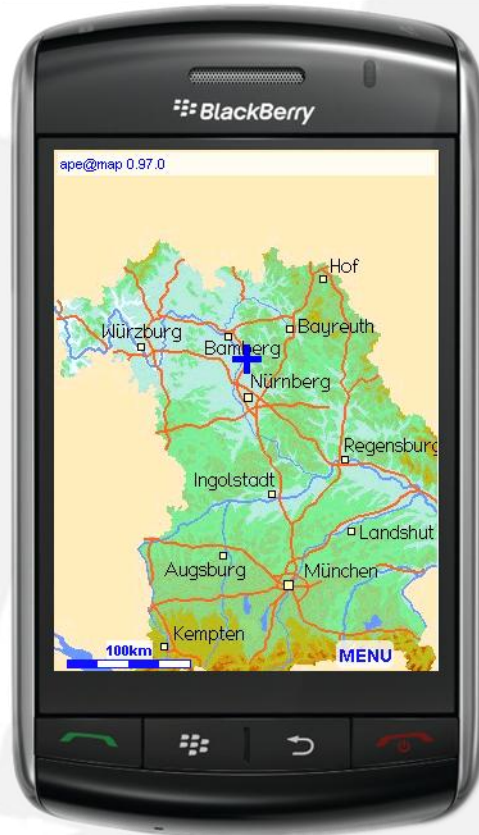 BlackBerry
ape@map 0.97.0
Hof
Würzburg
Bayreuth
Bamberg
Nürnberg
Regensburg
Ingolstadt
Landshut
Augsburg
München
Kempten
100km
MENU